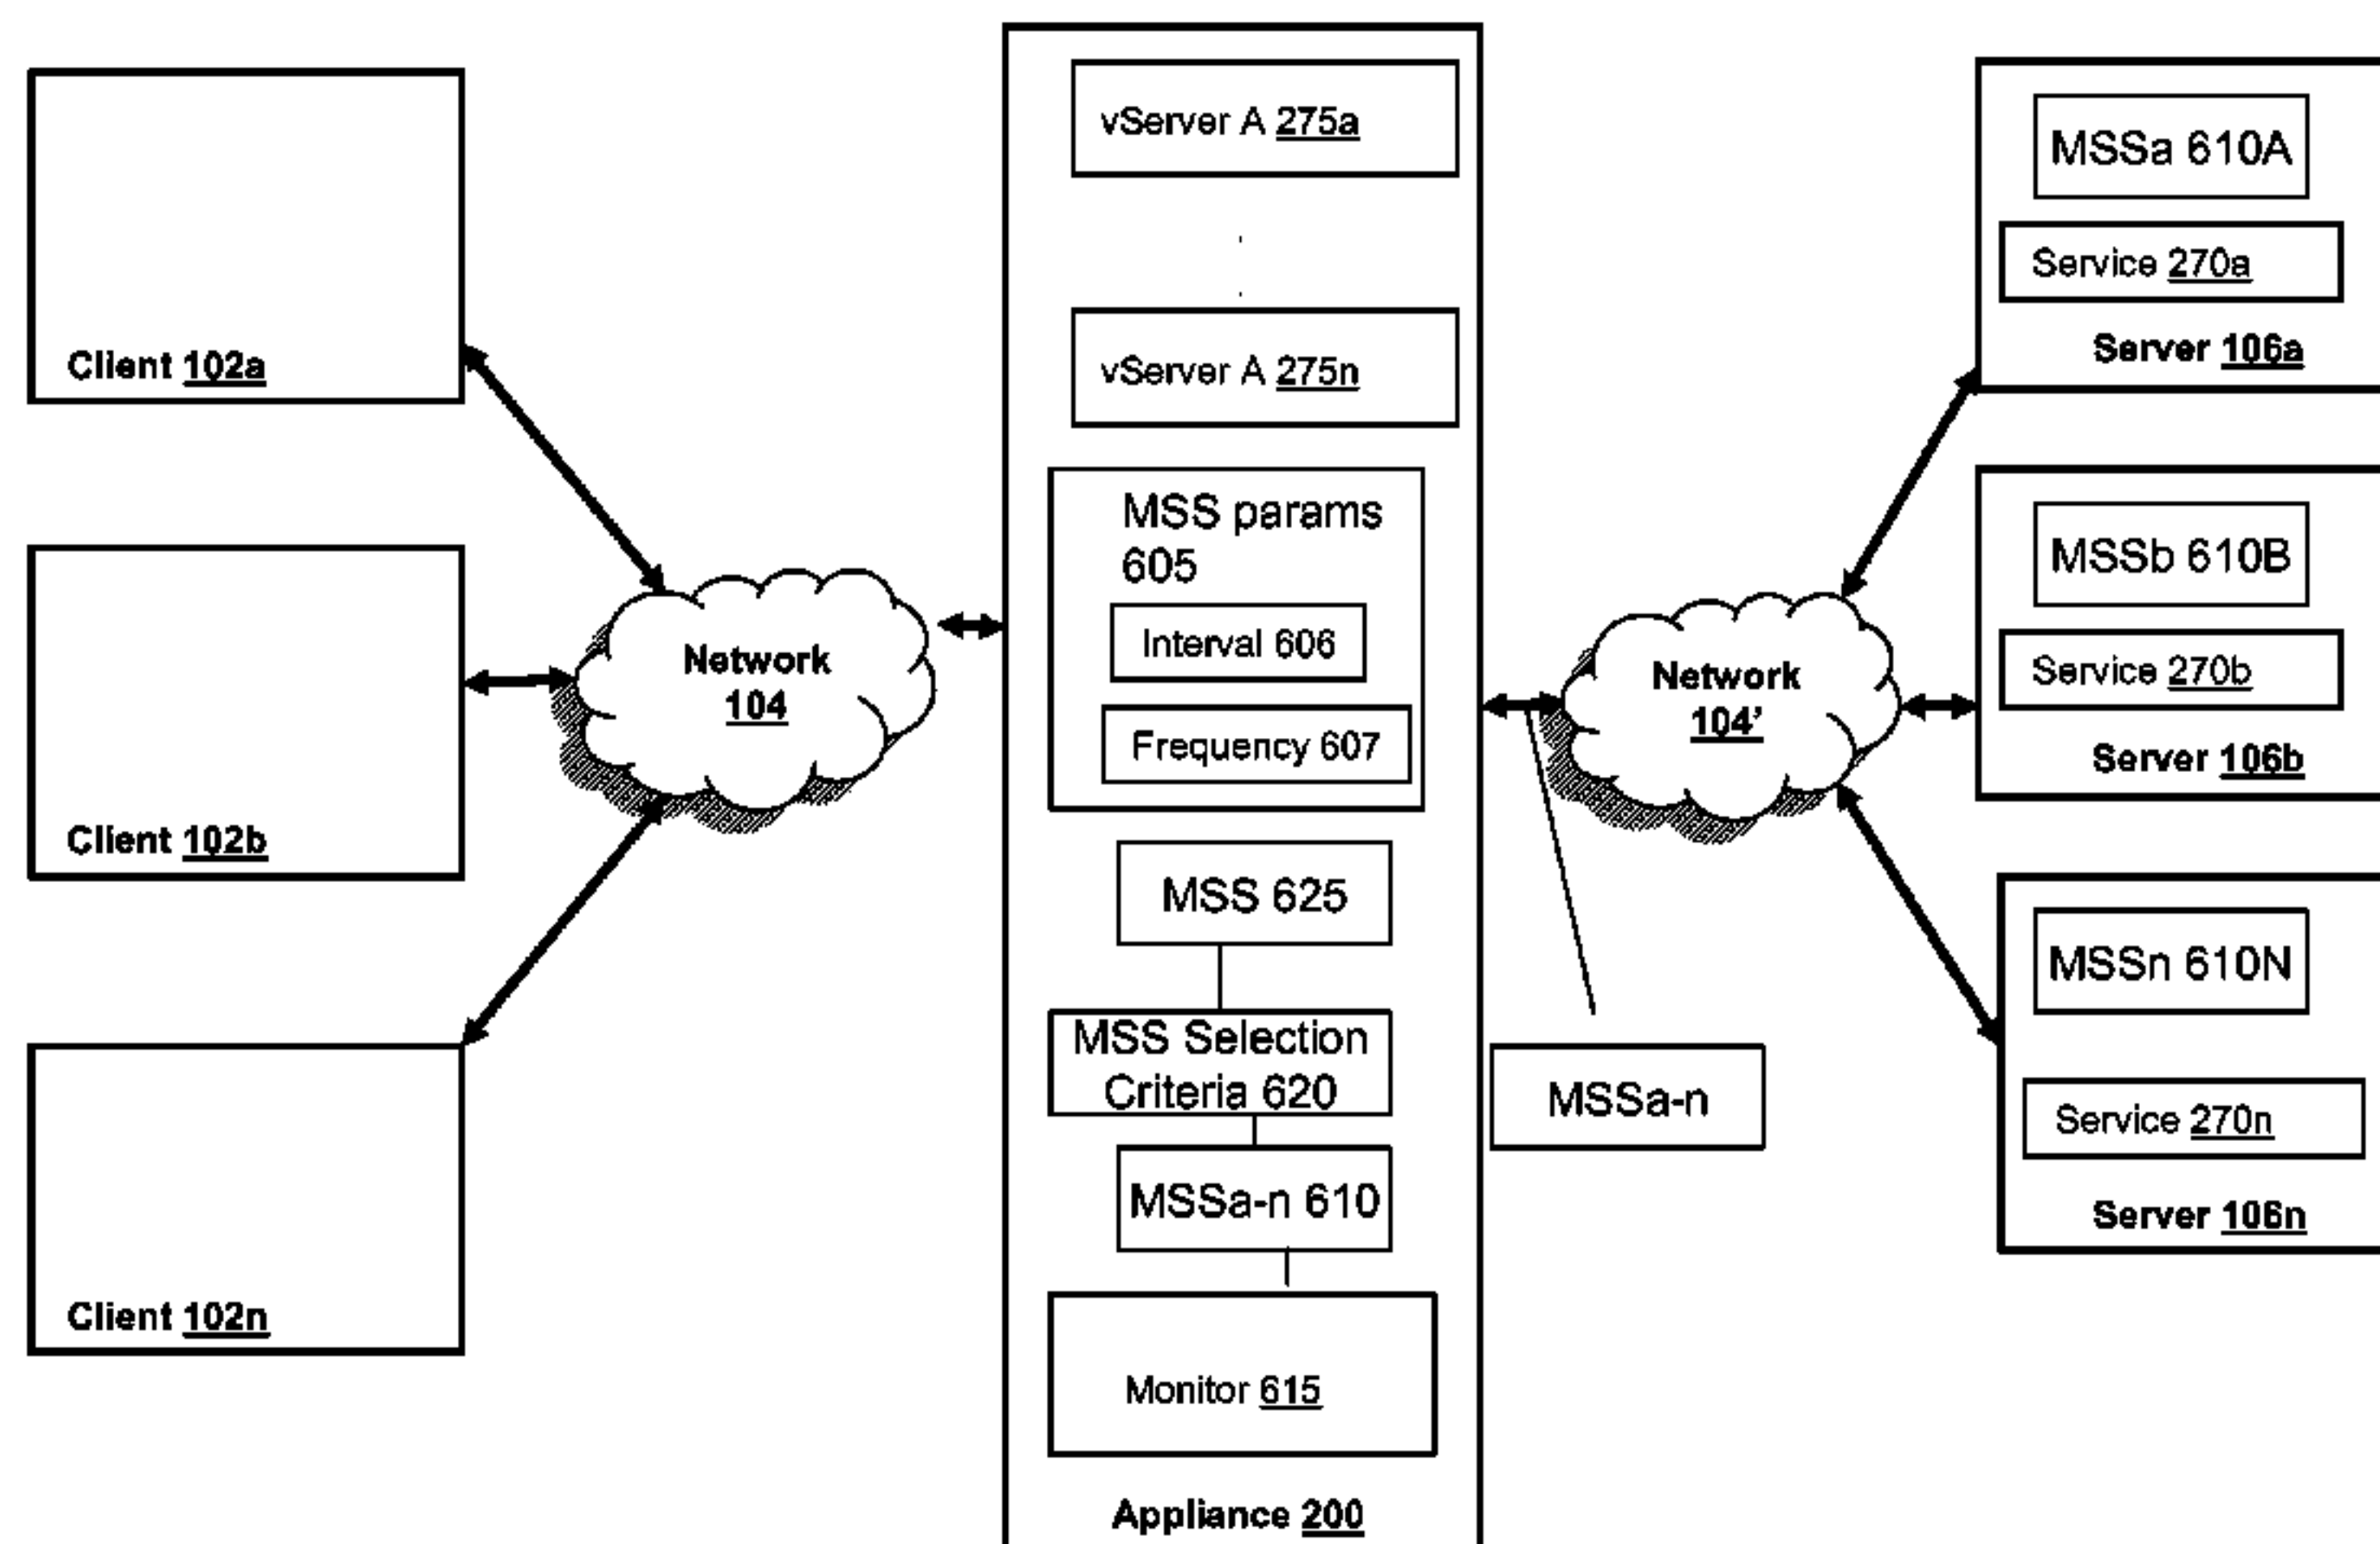 Client 102a
Client 102b
Client 102n
Network
104
vServer A 275a
vServer A 275n
MSS params
605
Interval 606
Frequency 607
MSS 625
MSS Selection
Criteria 620
MSSa-n 610
Monitor 615
Appliance 200
Network
104'
MSSa-n
MSSa 610A
Service 270a
Server 106a
MSSb 610B
Service 270b
Server 106b
MSSn 610N
Service 270n
Server 106n